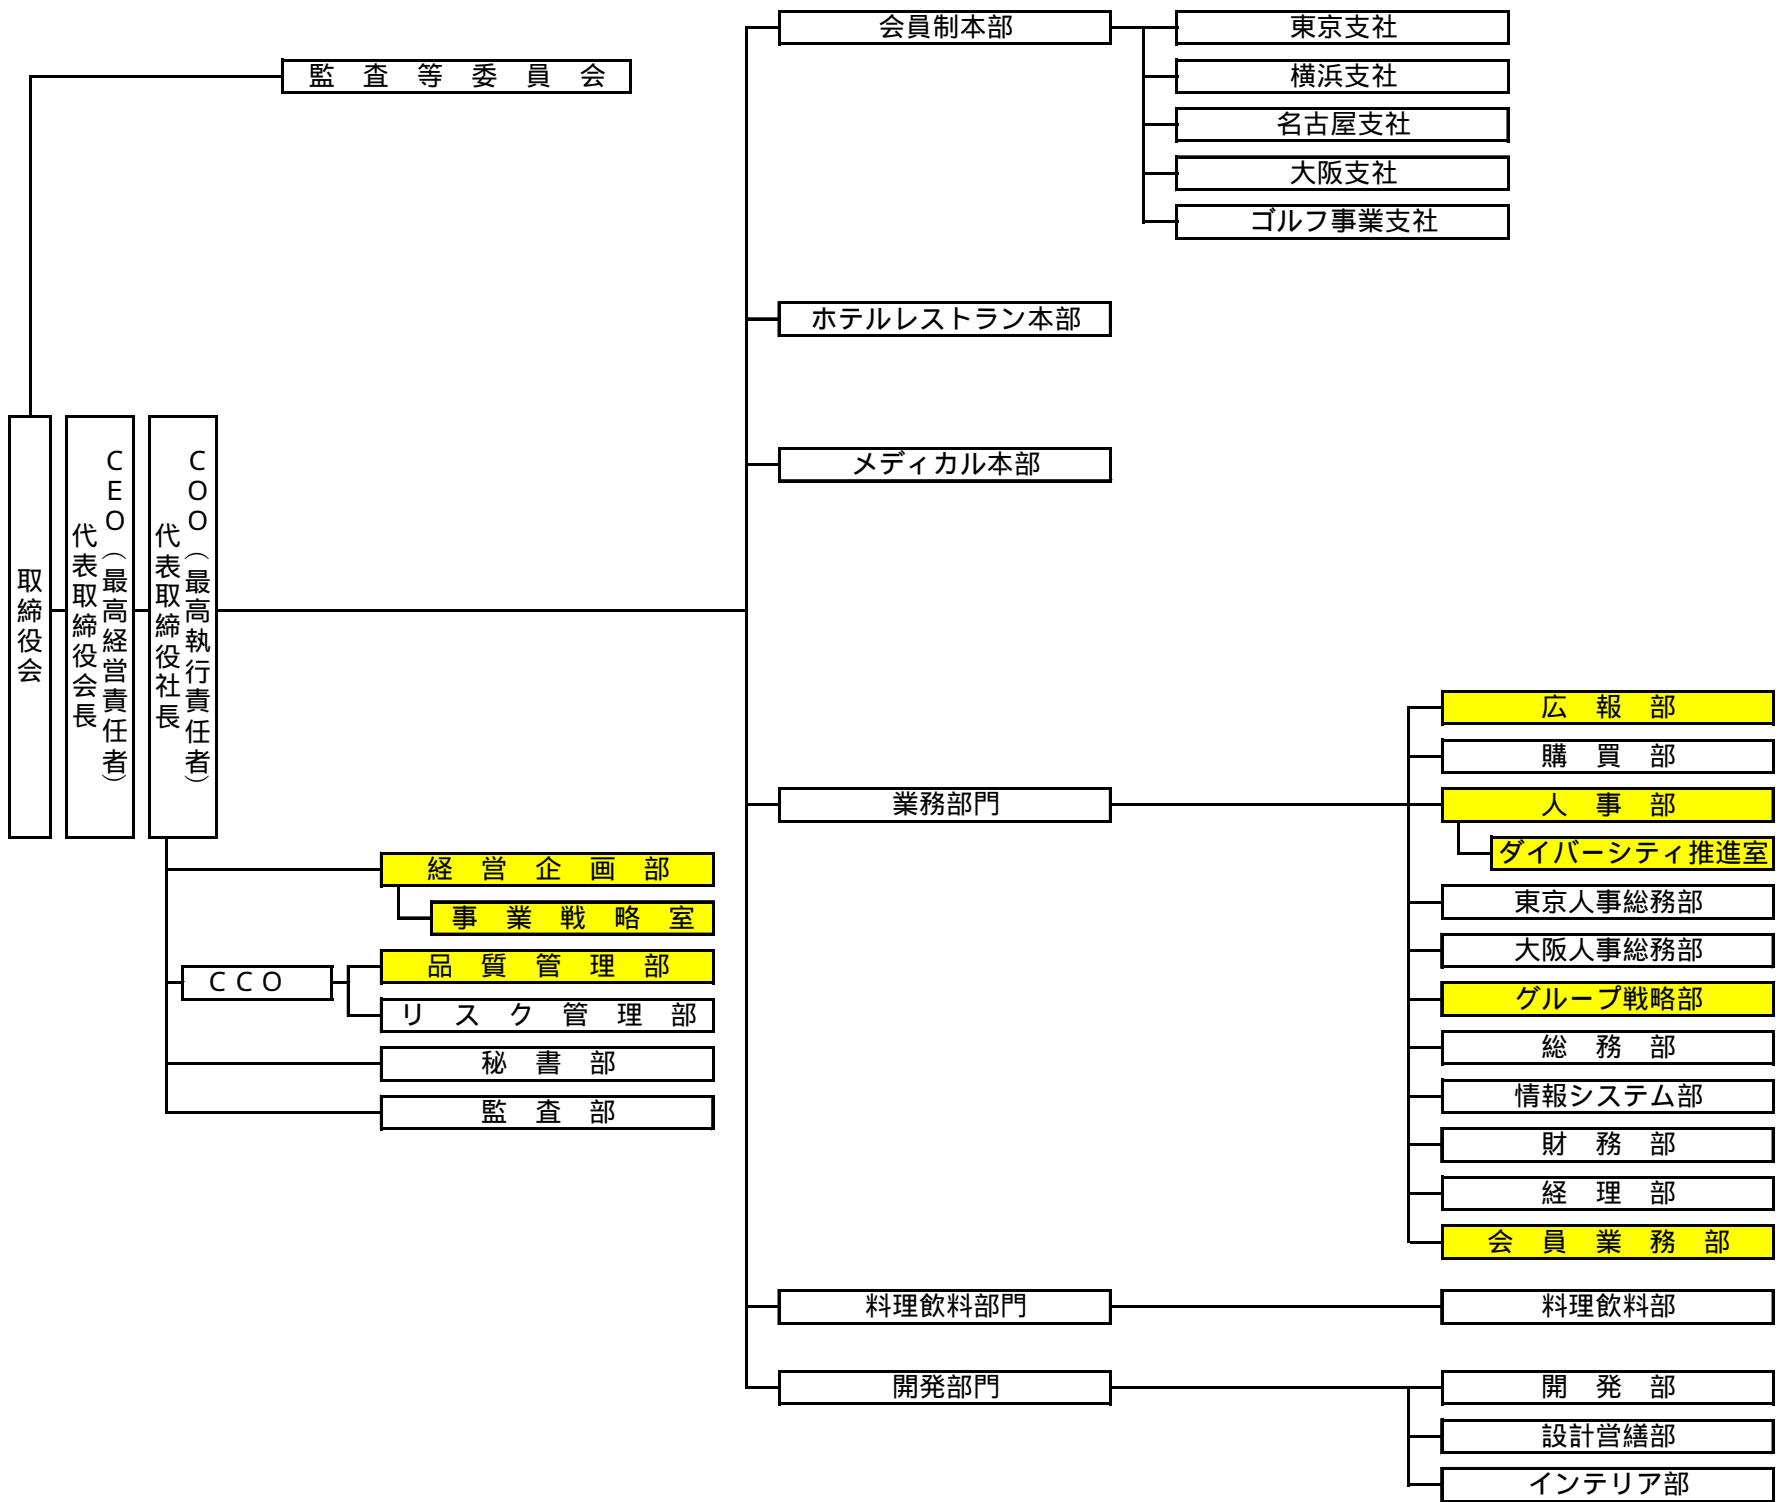 会員制本部
東京支社
監　査　等　委　員　会
横浜支社
名古屋支社
大阪支社
ゴルフ事業支社
ホテルレストラン本部
メディカル本部
取締役会
CEO（最高経営責任者）
代表取締役会長
COO（最高執行責任者）
代表取締役社長
広　報　部
購　買　部
業務部門
人　事　部
ダイバーシティ推進室
経　営　企　画　部
東京人事総務部
事　業　戦　略　室
大阪人事総務部
品　質　管　理　部
ＣＣＯ
グループ戦略部
リ　ス　ク　管　理　部
総　務　部
秘　書　部
情報システム部
監　査　部
財　務　部
経　理　部
会　員　業　務　部
料理飲料部門
料理飲料部
開発部門
開　発　部
設計営繕部
インテリア部